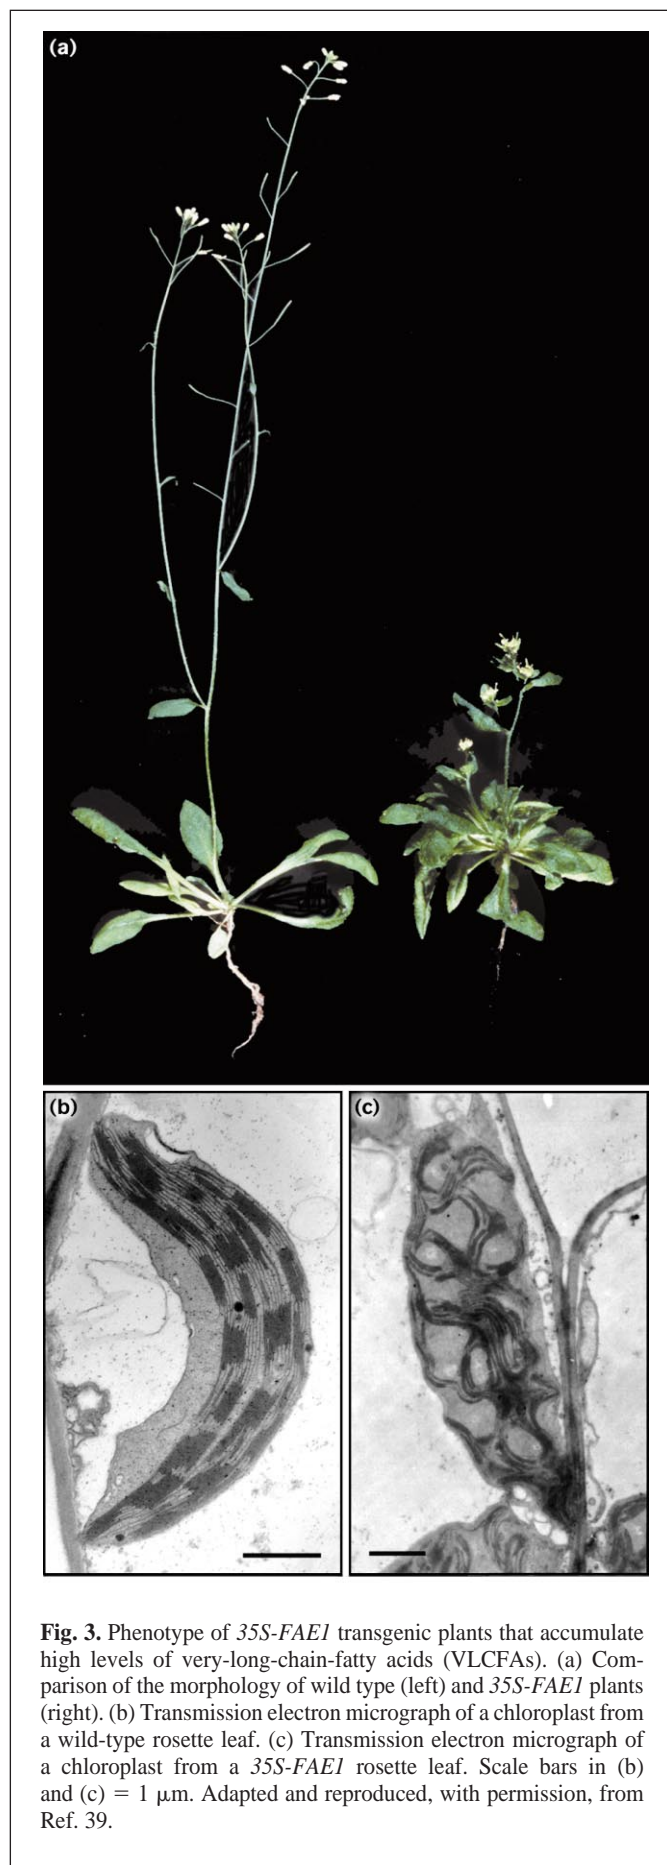 (a)
(b)
(c)
Fig. 3. Phenotype of 35S-FAE1 transgenic plants that accumulate
high levels of very-long-chain-fatty acids (VLCFAs). (a) Com-
parison of the morphology of wild type (left) and 35S-FAE1 plants
(right). (b) Transmission electron micrograph of a chloroplast from
a wild-type rosette leaf. (c) Transmission electron micrograph of
a chloroplast from a 35S-FAE1 rosette leaf. Scale bars in (b)
and (c) = 1 μm. Adapted and reproduced, with permission, from
Ref. 39.